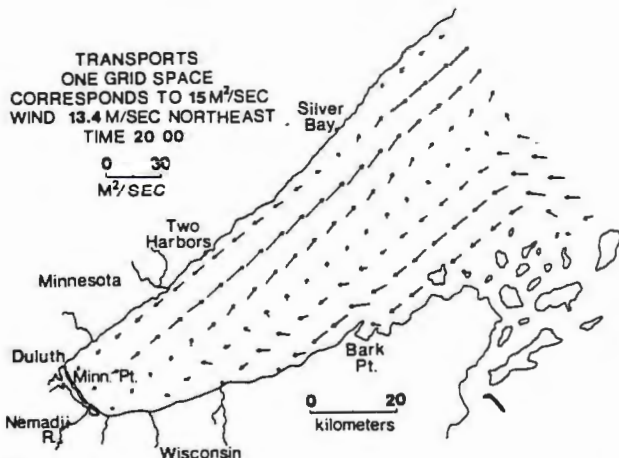 TRANSPORTS
ONE GRID SPACE
CORRESPONDS TO 15 M²/SEC
WIND 13.4 M/SEC NORTHEAST
TIME 20 00
0 30
M²/SEC
Silver
Bay
Two
Harbors
Minnesota
Duluth
Minn. Pt.
Nemadji
R.
Wisconsin
Bark
Pt.
0 20
kilometers